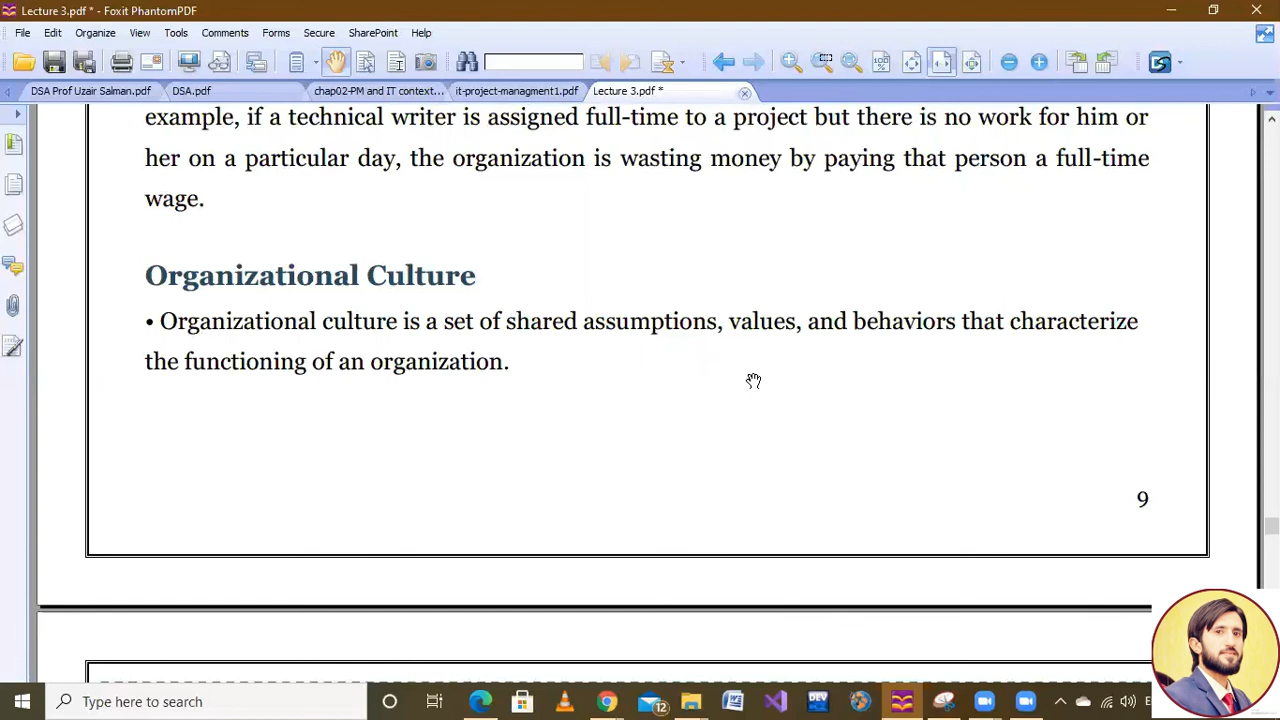 Lecture 3.pdf * - Foxit PhantomPDF
File Edit Organize View Tools Comments Forms Secure SharePoint Help
DSA Prof Uzair Salman.pdf DSA.pdf chap02-PM and IT context... it-project-managment1.pdf Lecture 3.pdf *
example, if a technical writer is assigned full-time to a project but there is no work for him or
her on a particular day, the organization is wasting money by paying that person a full-time
wage.
Organizational Culture
• Organizational culture is a set of shared assumptions, values, and behaviors that characterize
the functioning of an organization.
9
Type here to search
12
DEV